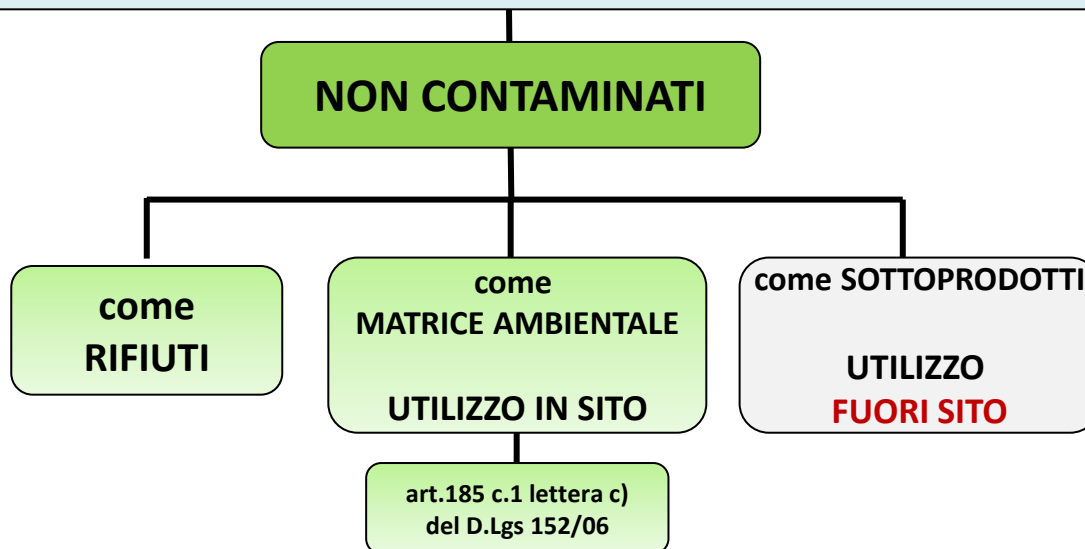 NON CONTAMINATI
come
RIFIUTI
come
MATRICE AMBIENTALE
UTILIZZO IN SITO
come SOTTOPRODOTTI
UTILIZZO
FUORI SITO
art.185 c.1 lettera c)
del D.Lgs 152/06